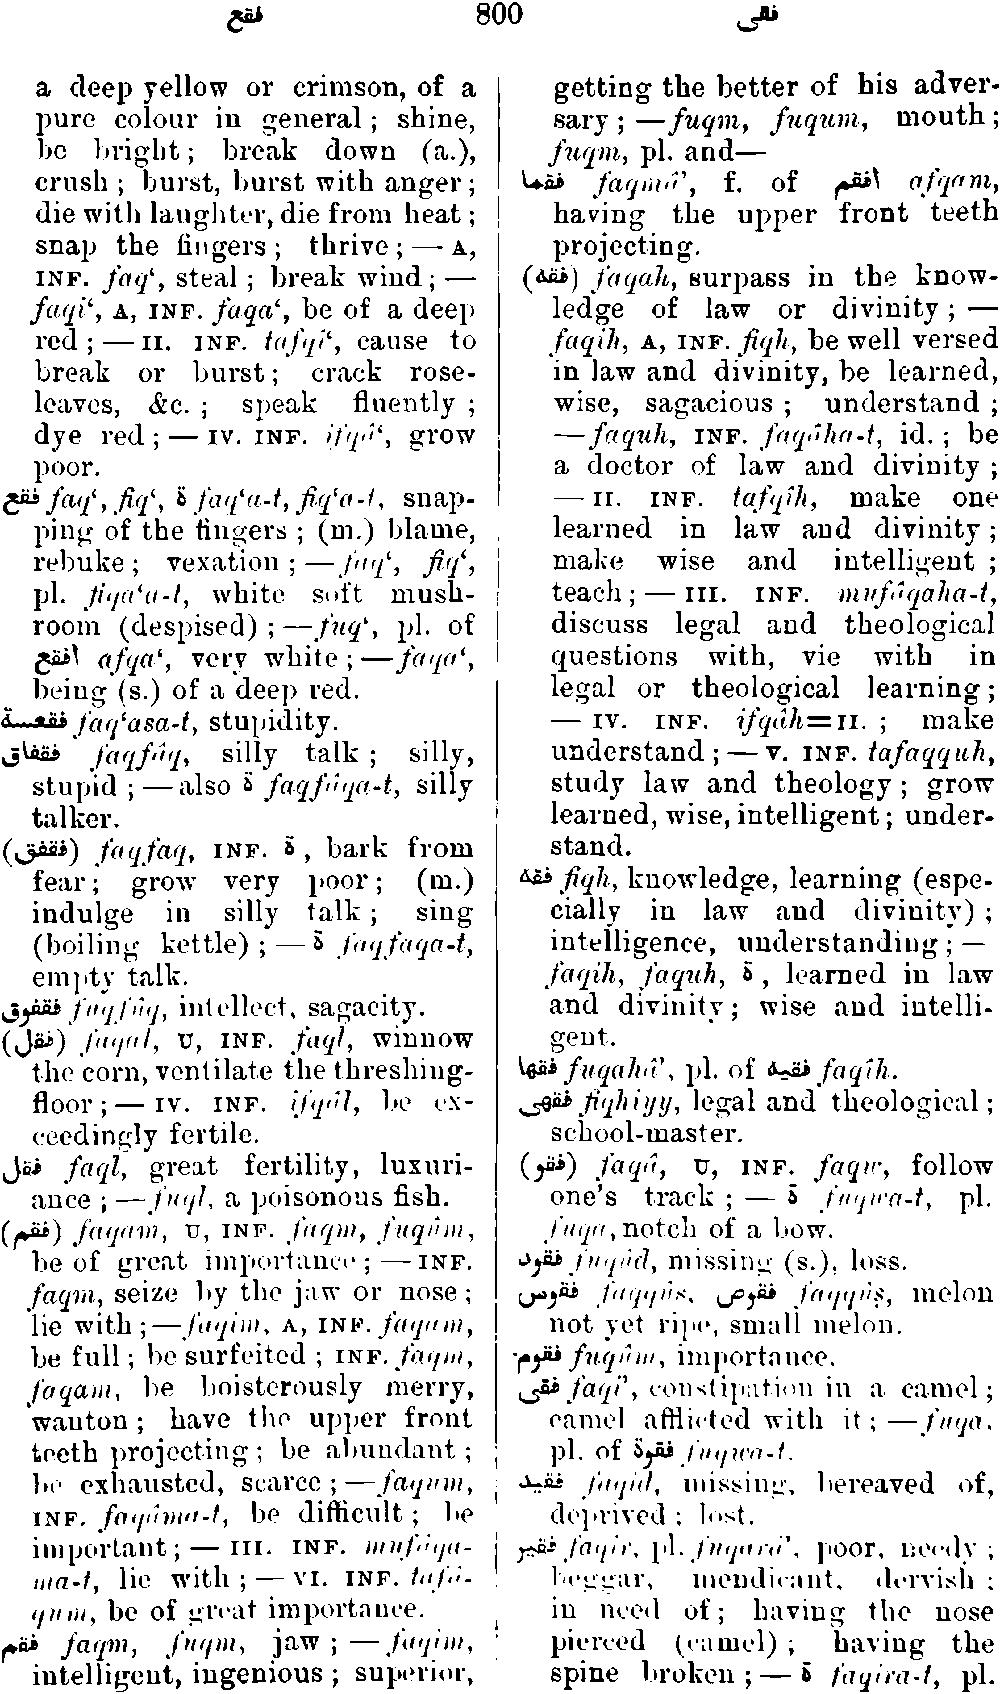 فقع 800 فقى
a deep yellow or crimson, of a
pure colour in general; shine,
be bright; break down (a.),
crush; burst, burst with anger;
die with laughter, die from heat;
snap the fingers; thrive; — A,
INF. faq‘, steal; break wind; —
faqi‘, A, INF. faqa‘, be of a deep
red; — II. INF. tafqî‘, cause to
break or burst; crack rose-
leaves, &c.; speak fluently;
dye red; — IV. INF. ifqâ‘, grow
poor.
فقع faq‘, fiq‘, ة faq‘a-t, fiq‘a-t, snap-
ping of the fingers; (m.) blame,
rebuke; vexation; — faq‘, fiq‘,
pl. fiqa‘a-t, white soft mush-
room (despised); — fuq‘, pl. of
افقع afqa‘, very white; — faqa‘,
being (s.) of a deep red.
فقعسة faq‘asa-t, stupidity.
فقفاق faqfâq, silly talk; silly,
stupid; — also ة faqfâqa-t, silly
talker.
(فقفق) faqfaq, INF. ة, bark from
fear; grow very poor; (m.)
indulge in silly talk; sing
(boiling kettle); — ة faqfaqa-t,
empty talk.
فقفوق fuqfûq, intellect, sagacity.
(فقل) faqal, U, INF. faql, winnow
the corn, ventilate the threshing-
floor; — IV. INF. ifqâl, be ex-
ceedingly fertile.
فقل faql, great fertility, luxuri-
ance; — fuql, a poisonous fish.
(فقم) faqam, U, INF. faqm, fuqûm,
be of great importance; — INF.
faqm, seize by the jaw or nose;
lie with; — faqim, A, INF. faqam,
be full; be surfeited; INF. faqm,
faqam, be boisterously merry,
wanton; have the upper front
teeth projecting; be abundant;
be exhausted, scarce; — faqum,
INF. faqâma-t, be difficult; be
important; — III. INF. mufâqa-
ma-t, lie with; — VI. INF. tafâ-
qum, be of great importance.
فقم faqm, fuqm, jaw; — faqim,
intelligent, ingenious; superior,
getting the better of his adver-
sary; — fuqm, fuqum, mouth;
fuqm, pl. and—
فقما faqmâ’, f. of افقم afqam,
having the upper front teeth
projecting.
(فقه) faqah, surpass in the know-
ledge of law or divinity; —
faqih, A, INF. fiqh, be well versed
in law and divinity, be learned,
wise, sagacious; understand;
— faquh, INF. faqâha-t, id.; be
a doctor of law and divinity;
— II. INF. tafqîh, make one
learned in law and divinity;
make wise and intelligent;
teach; — III. INF. mufâqaha-t,
discuss legal and theological
questions with, vie with in
legal or theological learning;
— IV. INF. ifqâh=II.; make
understand; — V. INF. tafaqquh,
study law and theology; grow
learned, wise, intelligent; under-
stand.
فقه fiqh, knowledge, learning (espe-
cially in law and divinity);
intelligence, understanding; —
faqih, faquh, ة, learned in law
and divinity; wise and intelli-
gent.
فقها fuqahâ’, pl. of فقيه faqîh.
فقهى fiqhiyy, legal and theological;
school-master.
(فقو) faqâ, U, INF. faqw, follow
one's track; — ة fuqwa-t, pl.
fuqa, notch of a bow.
فقود fuqûd, missing (s.), loss.
فقوس faqqûs, فقوص faqqûṣ, melon
not yet ripe, small melon.
فقوم fuqûm, importance.
فقى faqî’, constipation in a camel;
camel afflicted with it; — fuqa,
pl. of فقوة fuqwa-t.
فقيد faqîd, missing, bereaved of,
deprived; lost.
فقير faqîr, pl. fuqarâ’, poor, needy;
beggar, mendicant, dervish;
in need of; having the nose
pierced (camel); having the
spine broken; — ة faqîra-t, pl.